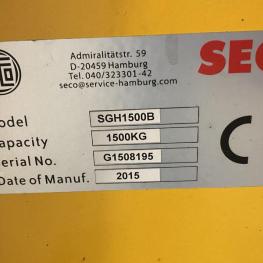 Admiralitätstr. 59
D-20459 Hamburg
Tel. 040/323301-42
seco@service-hamburg.com
SEC
odel SGH1500B
apacity 1500KG
erial No. G1508195
Date of Manuf. 2015
CE